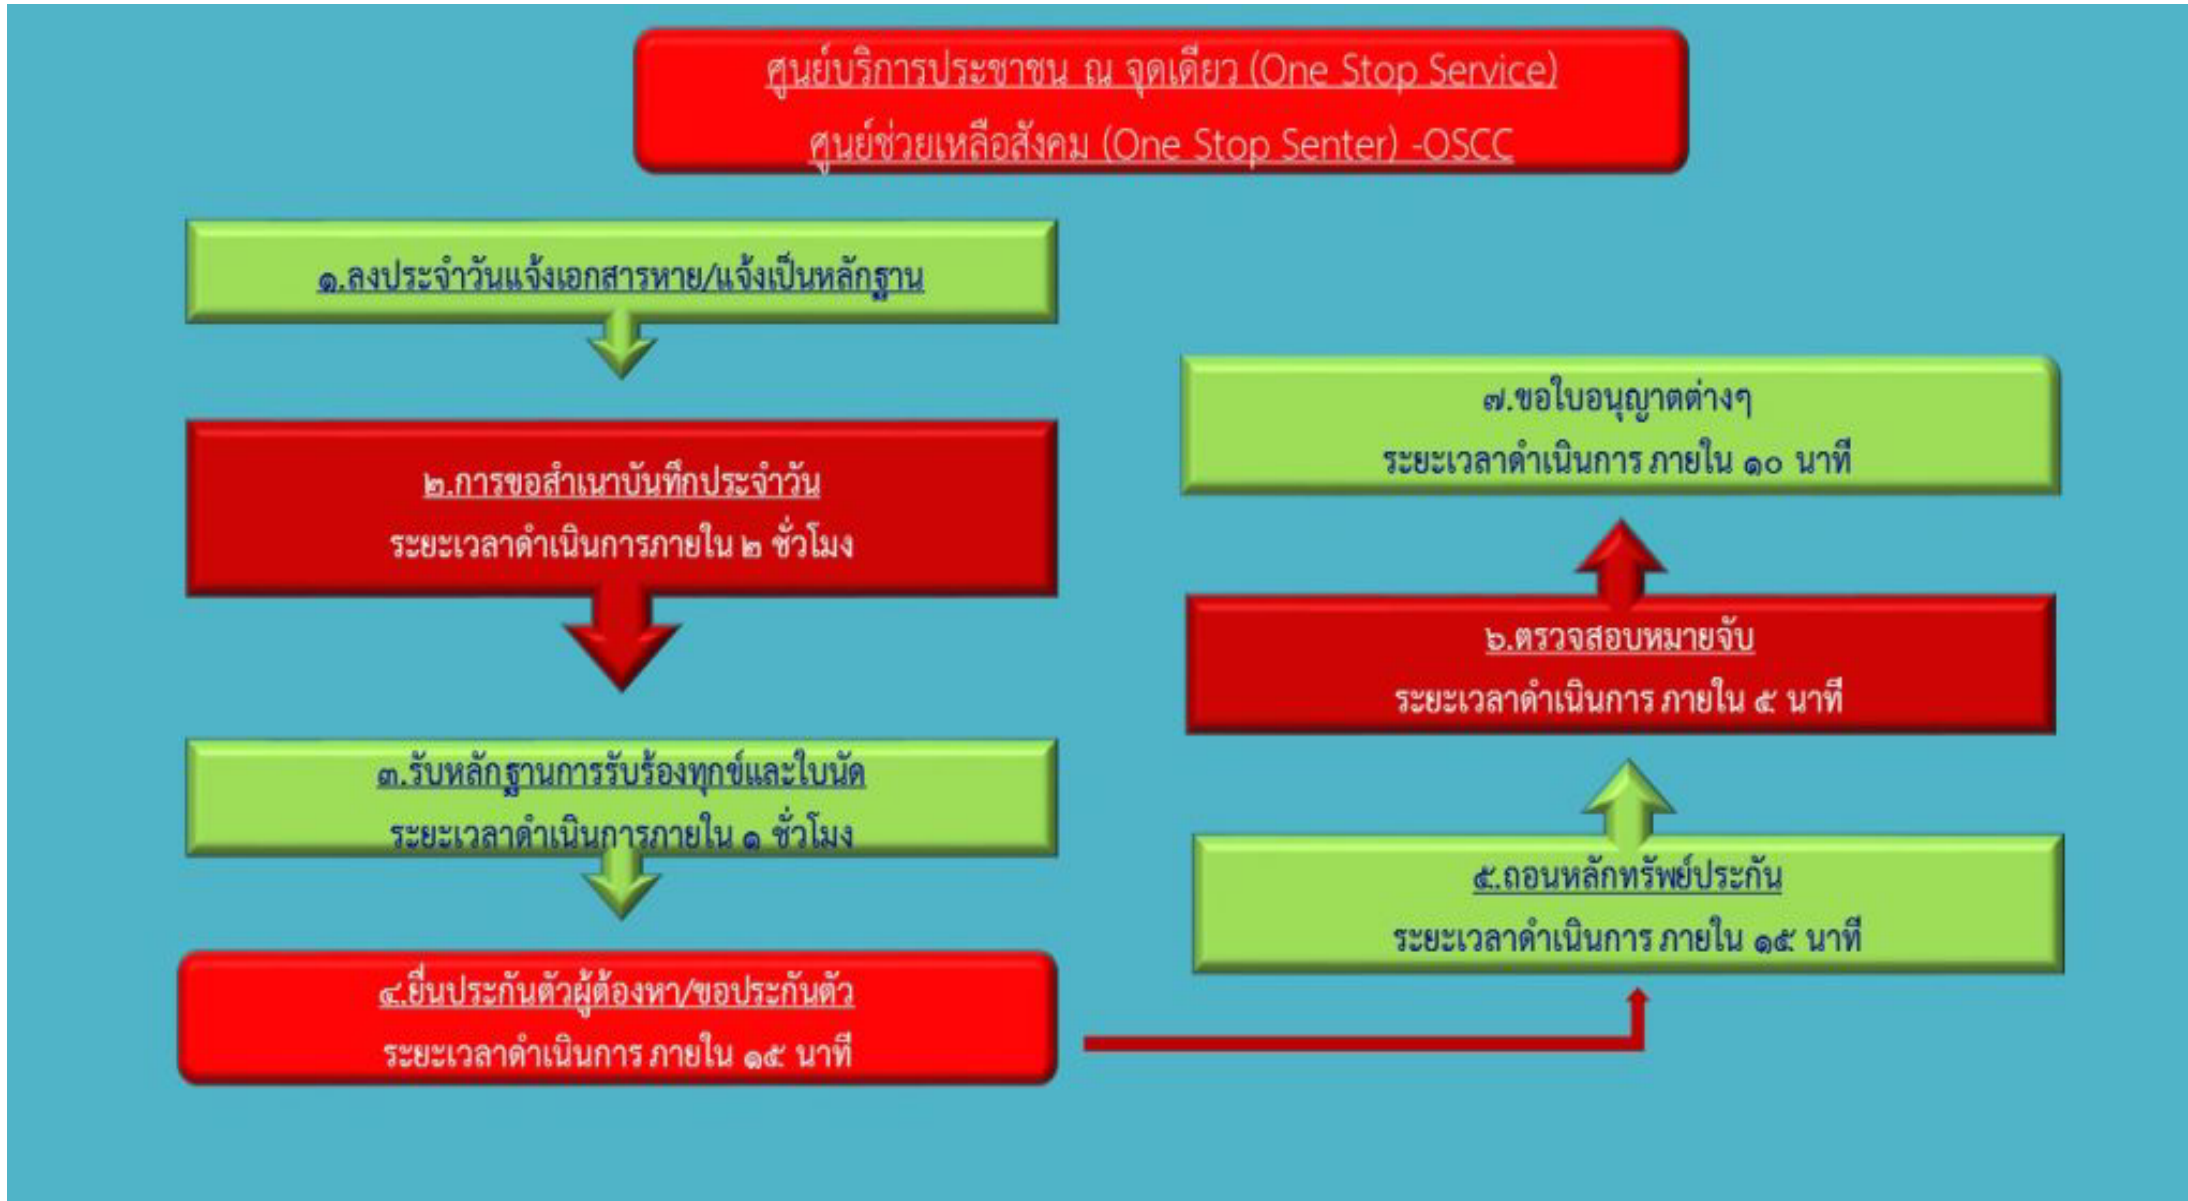 ศูนย์บริการประชาชน ณ จุดเดียว (One Stop Service)
ศูนย์ช่วยเหลือสังคม (One Stop Senter) -OSCC
๑.ลงประจำวันแจ้งเอกสารหาย/แจ้งเป็นหลักฐาน
๒.การขอสำเนาบันทึกประจำวัน
ระยะเวลาดำเนินการภายใน ๒ ชั่วโมง
๓.รับหลักฐานการรับร้องทุกข์และใบนัด
ระยะเวลาดำเนินการภายใน ๑ ชั่วโมง
๔.ยื่นประกันตัวผู้ต้องหา/ขอประกันตัว
ระยะเวลาดำเนินการ ภายใน ๑๕ นาที
๕.ถอนหลักทรัพย์ประกัน
ระยะเวลาดำเนินการ ภายใน ๑๕ นาที
๖.ตรวจสอบหมายจับ
ระยะเวลาดำเนินการ ภายใน ๕ นาที
๗.ขอใบอนุญาตต่างๆ
ระยะเวลาดำเนินการ ภายใน ๑๐ นาที